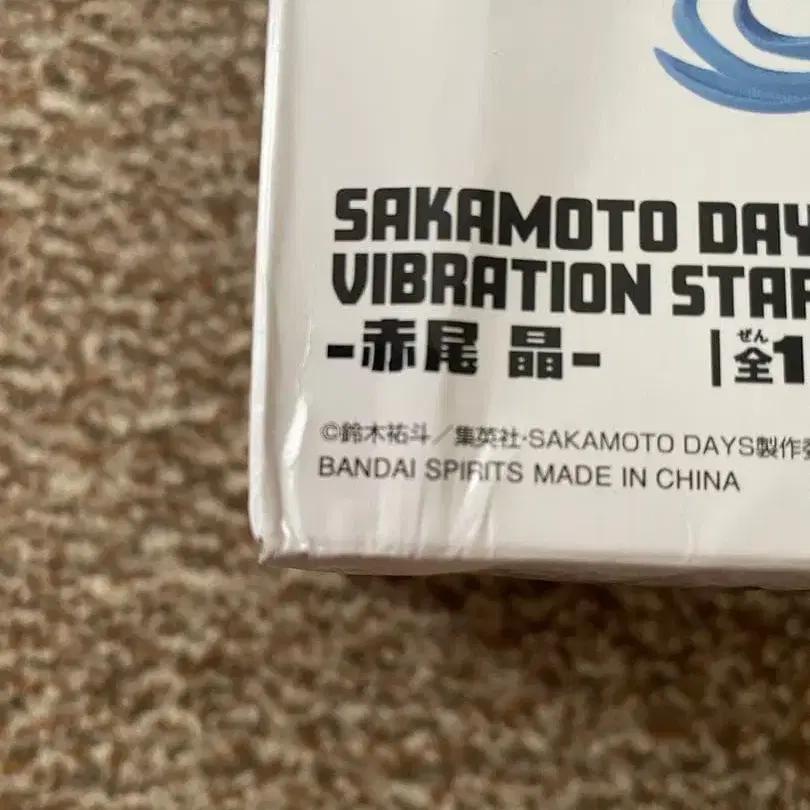 SAKAMOTO DAY
VIBRATION STAR
-赤尾 晶- |全1
ぜん
©鈴木祐斗/集英社・SAKAMOTO DAYS製作委
BANDAI SPIRITS MADE IN CHINA